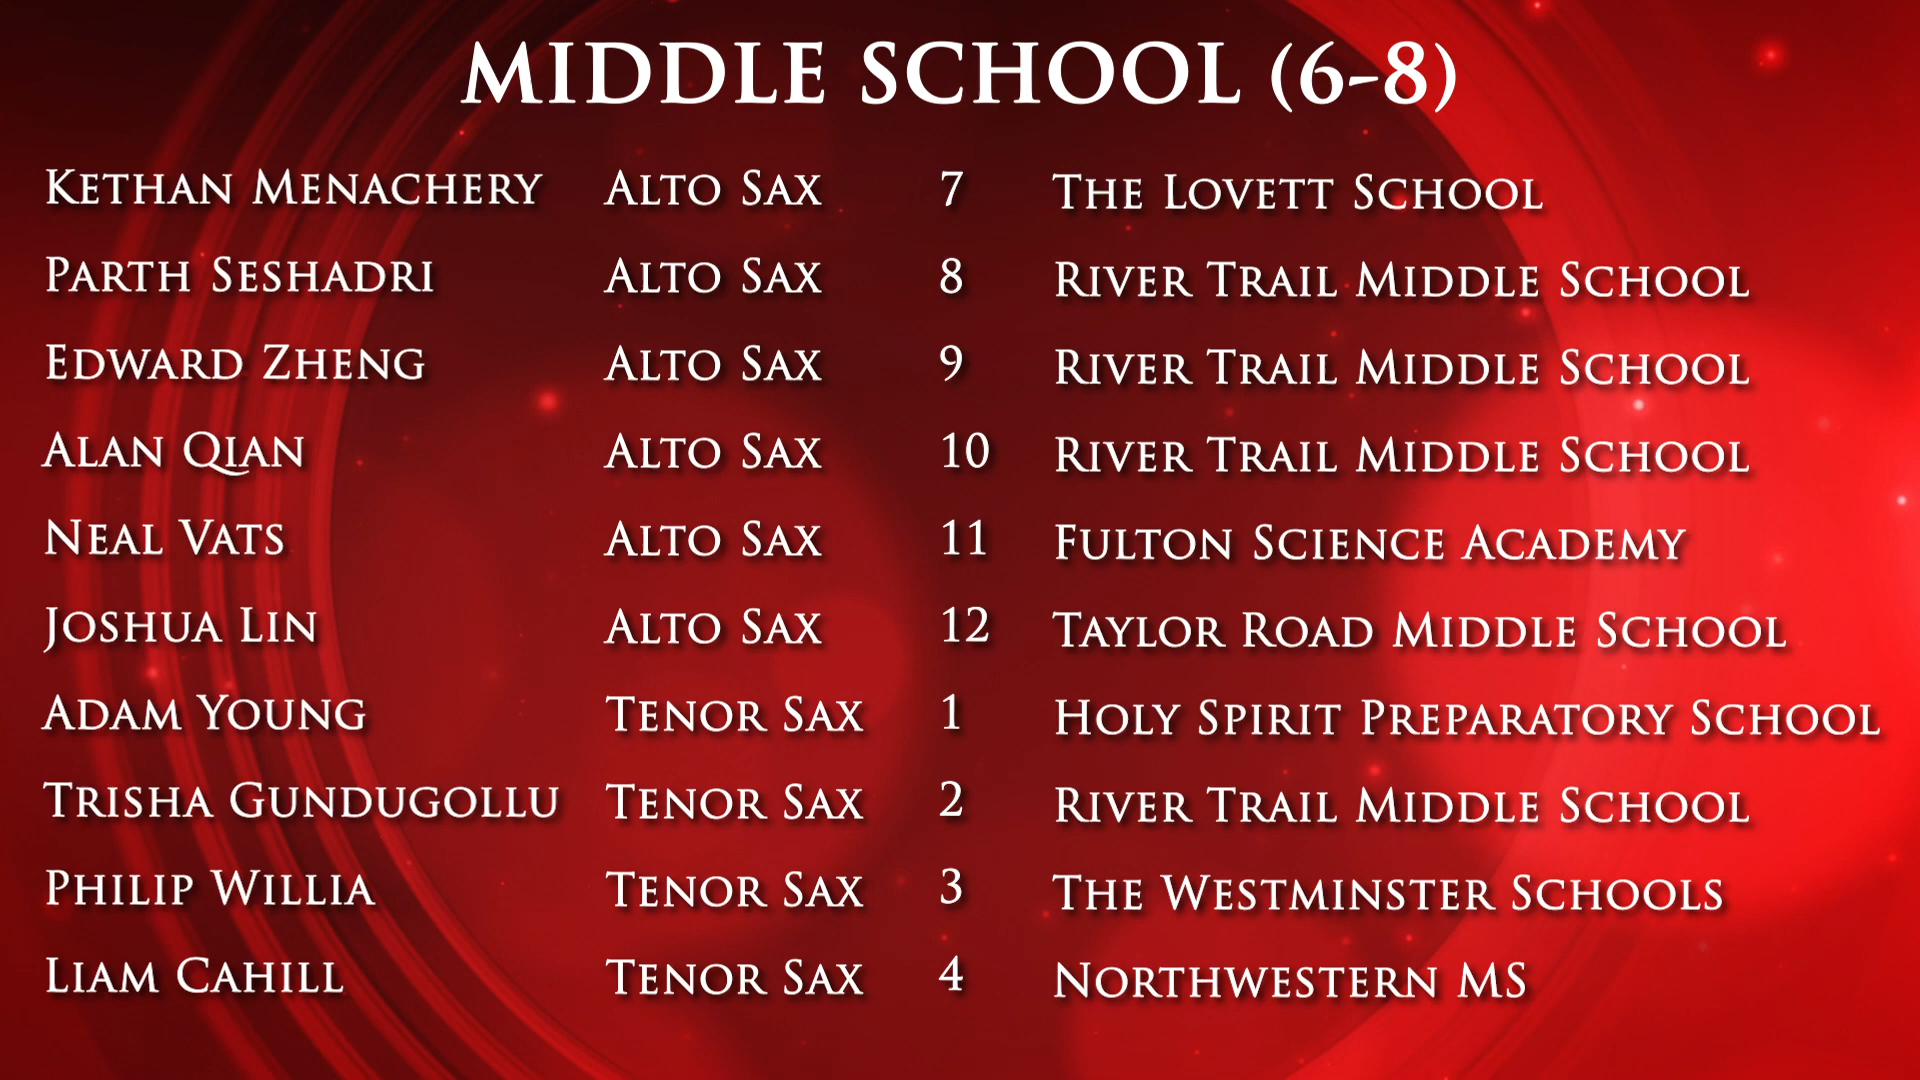 Middle School (6-8)
Kethan Menachery Alto Sax 7 The Lovett School
Parth Seshadri Alto Sax 8 River Trail Middle School
Edward Zheng Alto Sax 9 River Trail Middle School
Alan Qian Alto Sax 10 River Trail Middle School
Neal Vats Alto Sax 11 Fulton Science Academy
Joshua Lin Alto Sax 12 Taylor Road Middle School
Adam Young Tenor Sax 1 Holy Spirit Preparatory School
Trisha Gundugollu Tenor Sax 2 River Trail Middle School
Philip Willia Tenor Sax 3 The Westminster Schools
Liam Cahill Tenor Sax 4 Northwestern MS